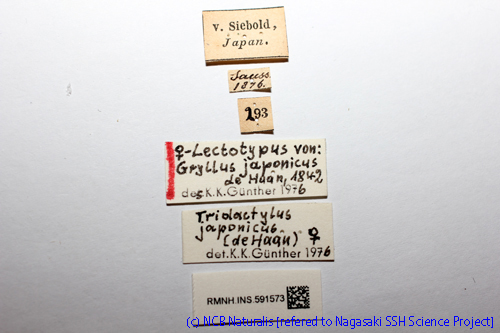 v. Siebold,
Japan.
Sauss.
1876.
293
♀-Lectotypus von:
Gryllus japonicus
de Haan, 1842
det. K.K. Günther 1976
Tridactylus
japonicus
(de Haan) ♀
det. K.K. Günther 1976
RMNH.INS.591573
(c) NCB Naturalis [refered to Nagasaki SSH Science Project]